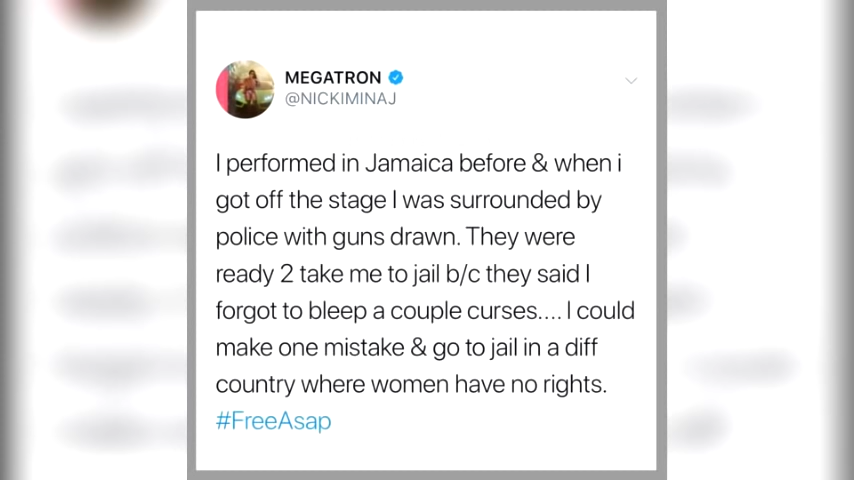 MEGATRON
@NICKIMINAJ
I performed in Jamaica before & when i
got off the stage I was surrounded by
police with guns drawn. They were
ready 2 take me to jail b/c they said I
forgot to bleep a couple curses.... I could
make one mistake & go to jail in a diff
country where women have no rights.
#FreeAsap